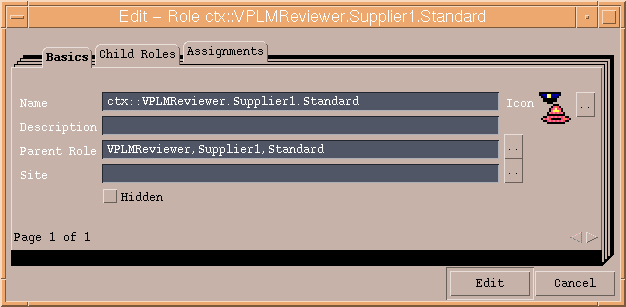 Edit - Role ctx::VPLMReviewer.Supplier1.Standard
Basics Child Roles Assignments
Name ctx::VPLMReviewer.Supplier1.Standard Icon ..
Description
Parent Role VPLMReviewer,Supplier1,Standard ..
Site ..
Hidden
Page 1 of 1
Edit Cancel